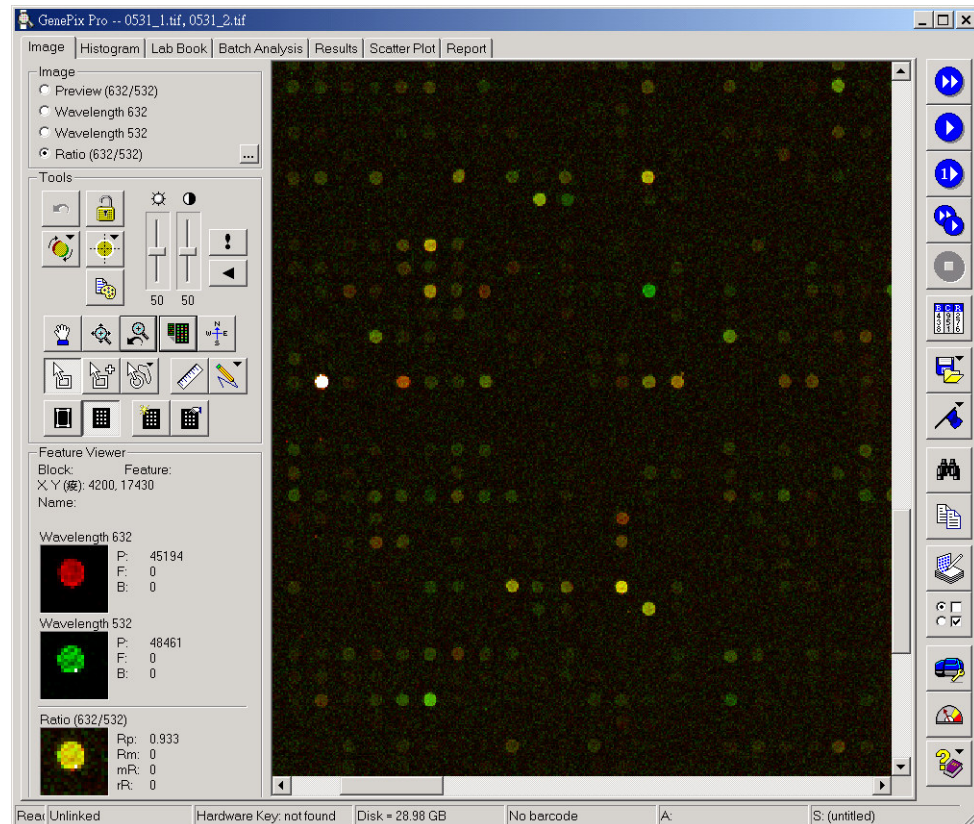 GenePix Pro -- 0531_1.tif, 0531_2.tif
Image Histogram Lab Book Batch Analysis Results Scatter Plot Report
Image
Preview (632/532)
Wavelength 632
Wavelength 532
Ratio (632/532)
...
Tools
50 50
N
W E
S
Feature Viewer
Block: Feature:
X, Y (痿): 4200, 17430
Name:
Wavelength 632
P: 45194
F: 0
B: 0
Wavelength 532
P: 48461
F: 0
B: 0
Ratio (632/532)
Rp: 0.933
Rm: 0
mR: 0
rR: 0
1
B C R
Unlinked Hardware Key: not found Disk = 28.98 GB No barcode A: S: (untitled)